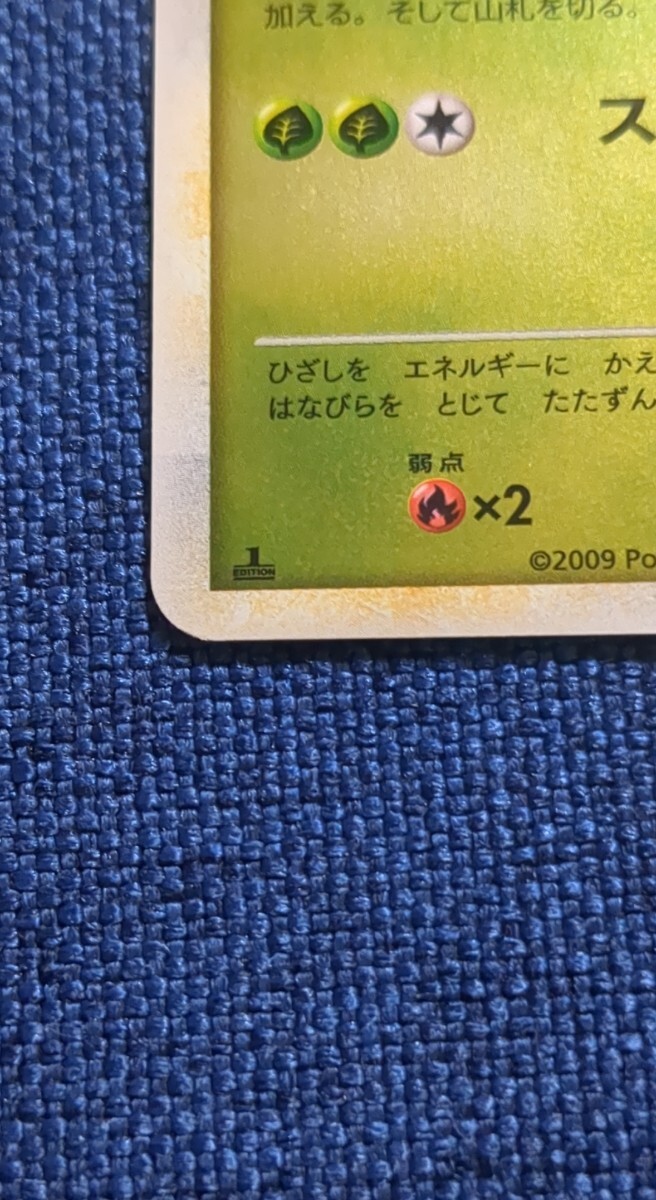 加える。そして山札を切る。
ス
ひざしを エネルギーに かえ
はなびらを とじて たたずん
弱点
×2
1
EDITION
©2009 Po